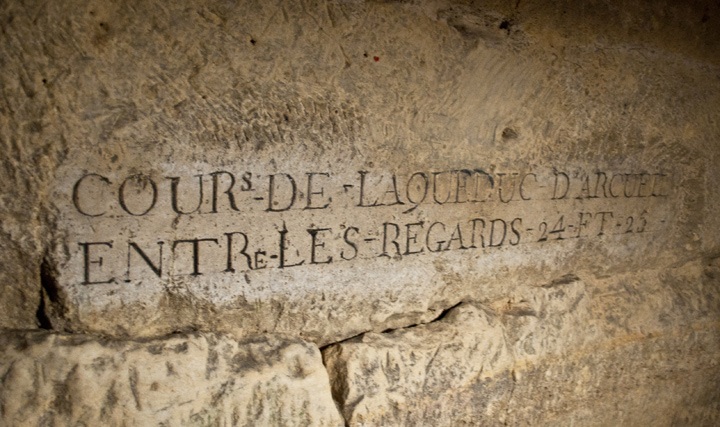 COURS-DE-LAQUEDUC-D'ARCUEIL
ENTRE-LES-REGARDS-24-ET-25-